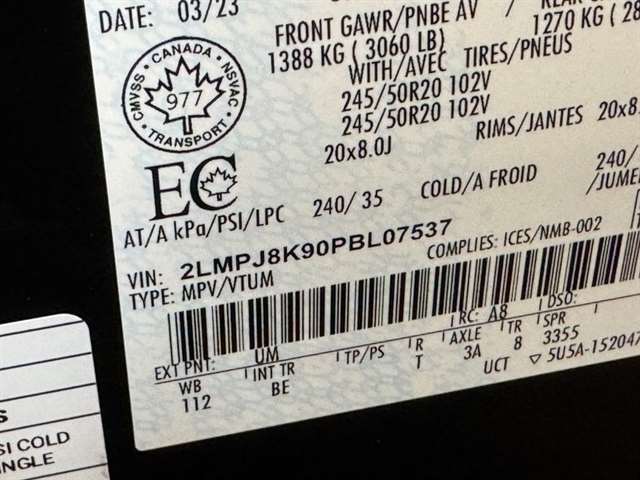 DATE: 03/23
FRONT GAWR/PNBE AV /
1388 KG ( 3060 LB)
1270 KG (
WITH/AVEC TIRES/PNEUS
245/50R20 102V
245/50R20 102V
20x8.0J RIMS/JANTES
CANADA
CMVSS · NSVAC
977
TRANSPORT
EC
AT/A kPa/PSI/LPC 240/ 35 COLD/A FROID 240/
VIN: 2LMPJ8K90PBL07537
COMPLIES: ICES/NMB-002
TYPE: MPV/VTUM
EXT PNT: UM RC: A8 DSO:
WB INT TR TP/PS R AXLE TR SPR
112 BE T 3A 8 3355
UCT ▽ 5U5A-152047
SI COLD